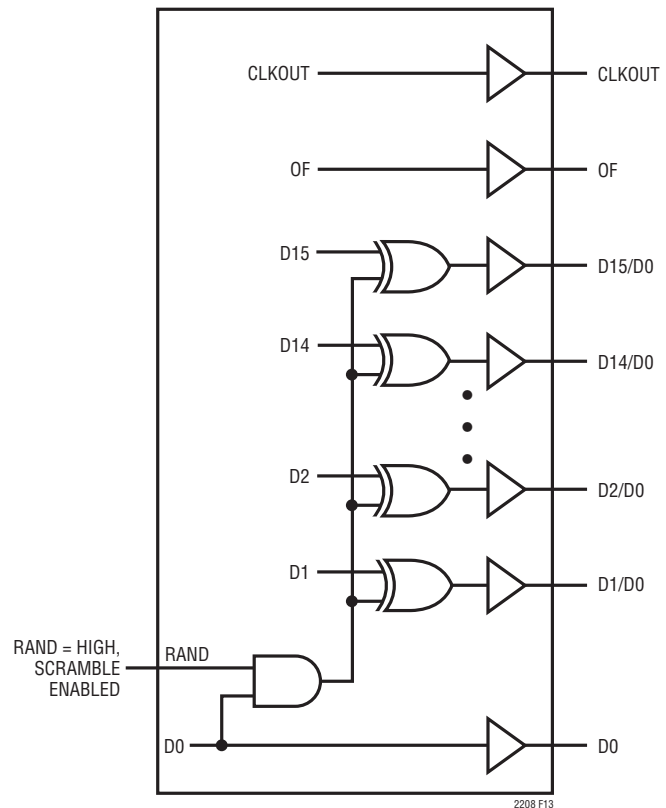 CLKOUT
CLKOUT
OF
OF
D15
D15/D0
D14
D14/D0
D2
D2/D0
D1
D1/D0
RAND = HIGH,
SCRAMBLE
ENABLED
RAND
D0
D0
2208 F13